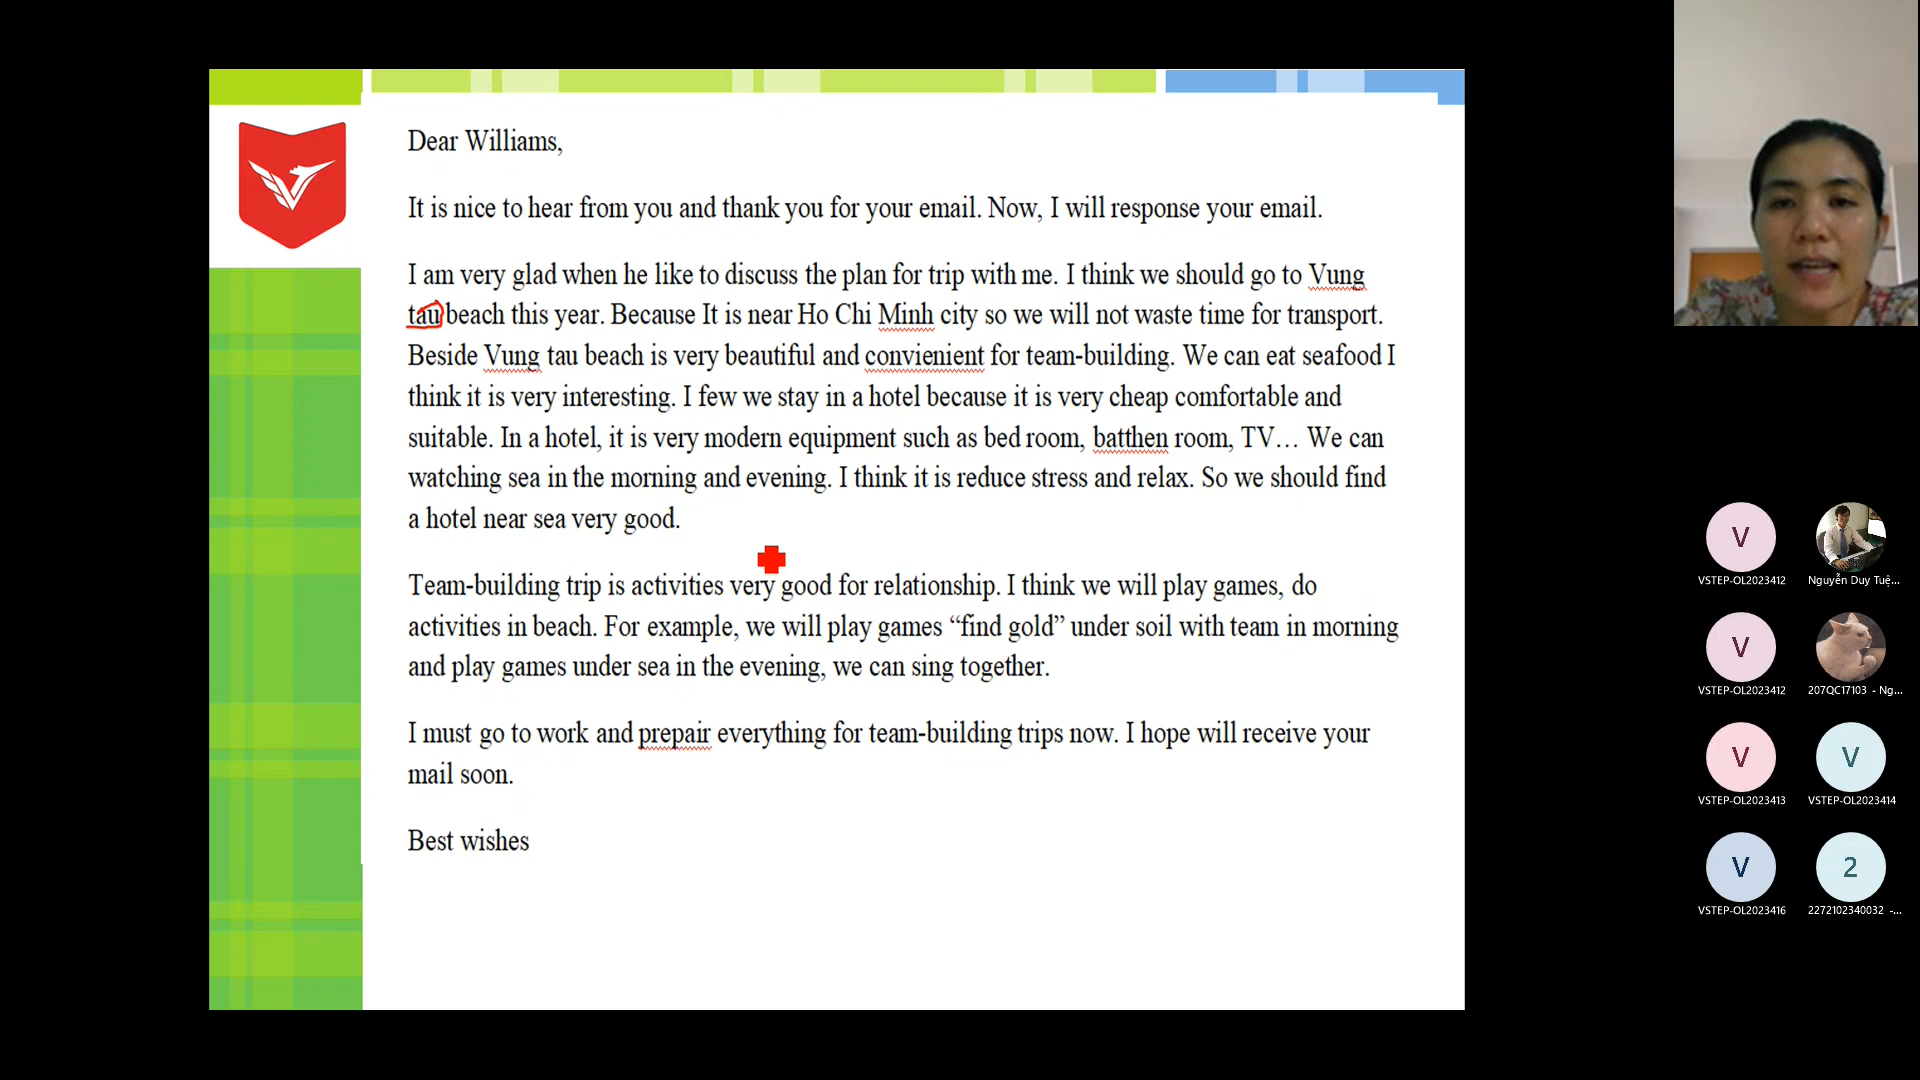 Dear Williams,
It is nice to hear from you and thank you for your email. Now, I will response your email.
I am very glad when he like to discuss the plan for trip with me. I think we should go to Vung
tau beach this year. Because It is near Ho Chi Minh city so we will not waste time for transport.
Beside Vung tau beach is very beautiful and convienient for team-building. We can eat seafood I
think it is very interesting. I few we stay in a hotel because it is very cheap comfortable and
suitable. In a hotel, it is very modern equipment such as bed room, batthen room, TV… We can
watching sea in the morning and evening. I think it is reduce stress and relax. So we should find
a hotel near sea very good.
Team-building trip is activities very good for relationship. I think we will play games, do
activities in beach. For example, we will play games “find gold” under soil with team in morning
and play games under sea in the evening, we can sing together.
I must go to work and prepair everything for team-building trips now. I hope will receive your
mail soon.
Best wishes
V
VSTEP-OL2023412
Nguyễn Duy Tuệ...
V
VSTEP-OL2023412
207QC17103 - Ng...
V
VSTEP-OL2023413
V
VSTEP-OL2023414
V
VSTEP-OL2023416
2
2272102340032 -...